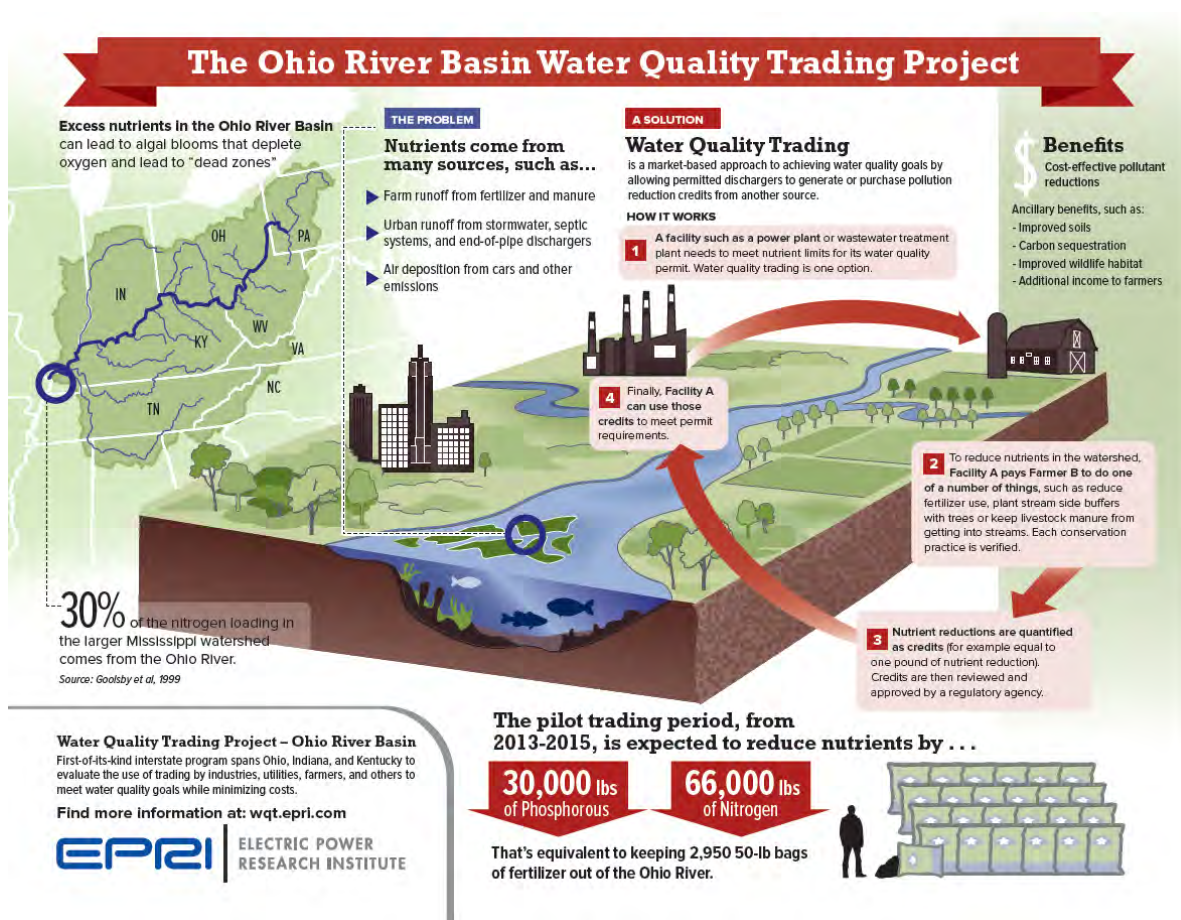 The Ohio River Basin Water Quality Trading Project
Excess nutrients in the Ohio River Basin
can lead to algal blooms that deplete
oxygen and lead to “dead zones”
OH
PA
IN
WV
KY
VA
NC
TN
30% of the nitrogen loading in
the larger Mississippi watershed
comes from the Ohio River.
Source: Goolsby et al, 1999
THE PROBLEM
Nutrients come from
many sources, such as...
Farm runoff from fertilizer and manure
Urban runoff from stormwater, septic
systems, and end-of-pipe dischargers
Air deposition from cars and other
emissions
A SOLUTION
Water Quality Trading
is a market-based approach to achieving water quality goals by
allowing permitted dischargers to generate or purchase pollution
reduction credits from another source.
HOW IT WORKS
1 A facility such as a power plant or wastewater treatment
plant needs to meet nutrient limits for its water quality
permit. Water quality trading is one option.
$ Benefits
Cost-effective pollutant
reductions
Ancillary benefits, such as:
- Improved soils
- Carbon sequestration
- Improved wildlife habitat
- Additional income to farmers
2 To reduce nutrients in the watershed,
Facility A pays Farmer B to do one
of a number of things, such as reduce
fertilizer use, plant stream side buffers
with trees or keep livestock manure from
getting into streams. Each conservation
practice is verified.
3 Nutrient reductions are quantified
as credits (for example equal to
one pound of nutrient reduction).
Credits are then reviewed and
approved by a regulatory agency.
4 Finally, Facility A
can use those
credits to meet permit
requirements.
The pilot trading period, from
2013-2015, is expected to reduce nutrients by . . .
30,000 lbs
of Phosphorous
66,000 lbs
of Nitrogen
That’s equivalent to keeping 2,950 50-lb bags
of fertilizer out of the Ohio River.
Water Quality Trading Project – Ohio River Basin
First-of-its-kind interstate program spans Ohio, Indiana, and Kentucky to
evaluate the use of trading by industries, utilities, farmers, and others to
meet water quality goals while minimizing costs.
Find more information at: wqt.epri.com
EPRI
ELECTRIC POWER
RESEARCH INSTITUTE